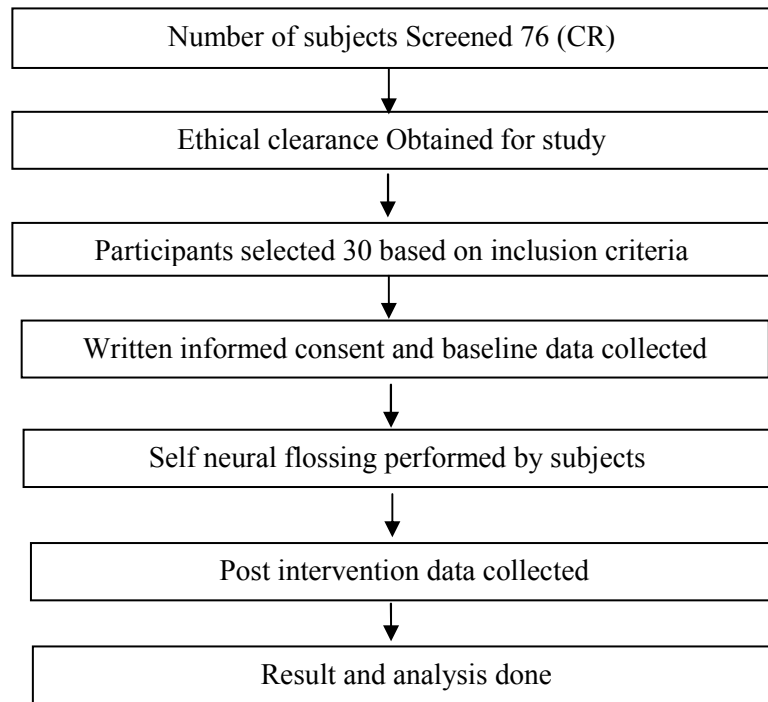 Number of subjects Screened 76 (CR)
Ethical clearance Obtained for study
Participants selected 30 based on inclusion criteria
Written informed consent and baseline data collected
Self neural flossing performed by subjects
Post intervention data collected
Result and analysis done